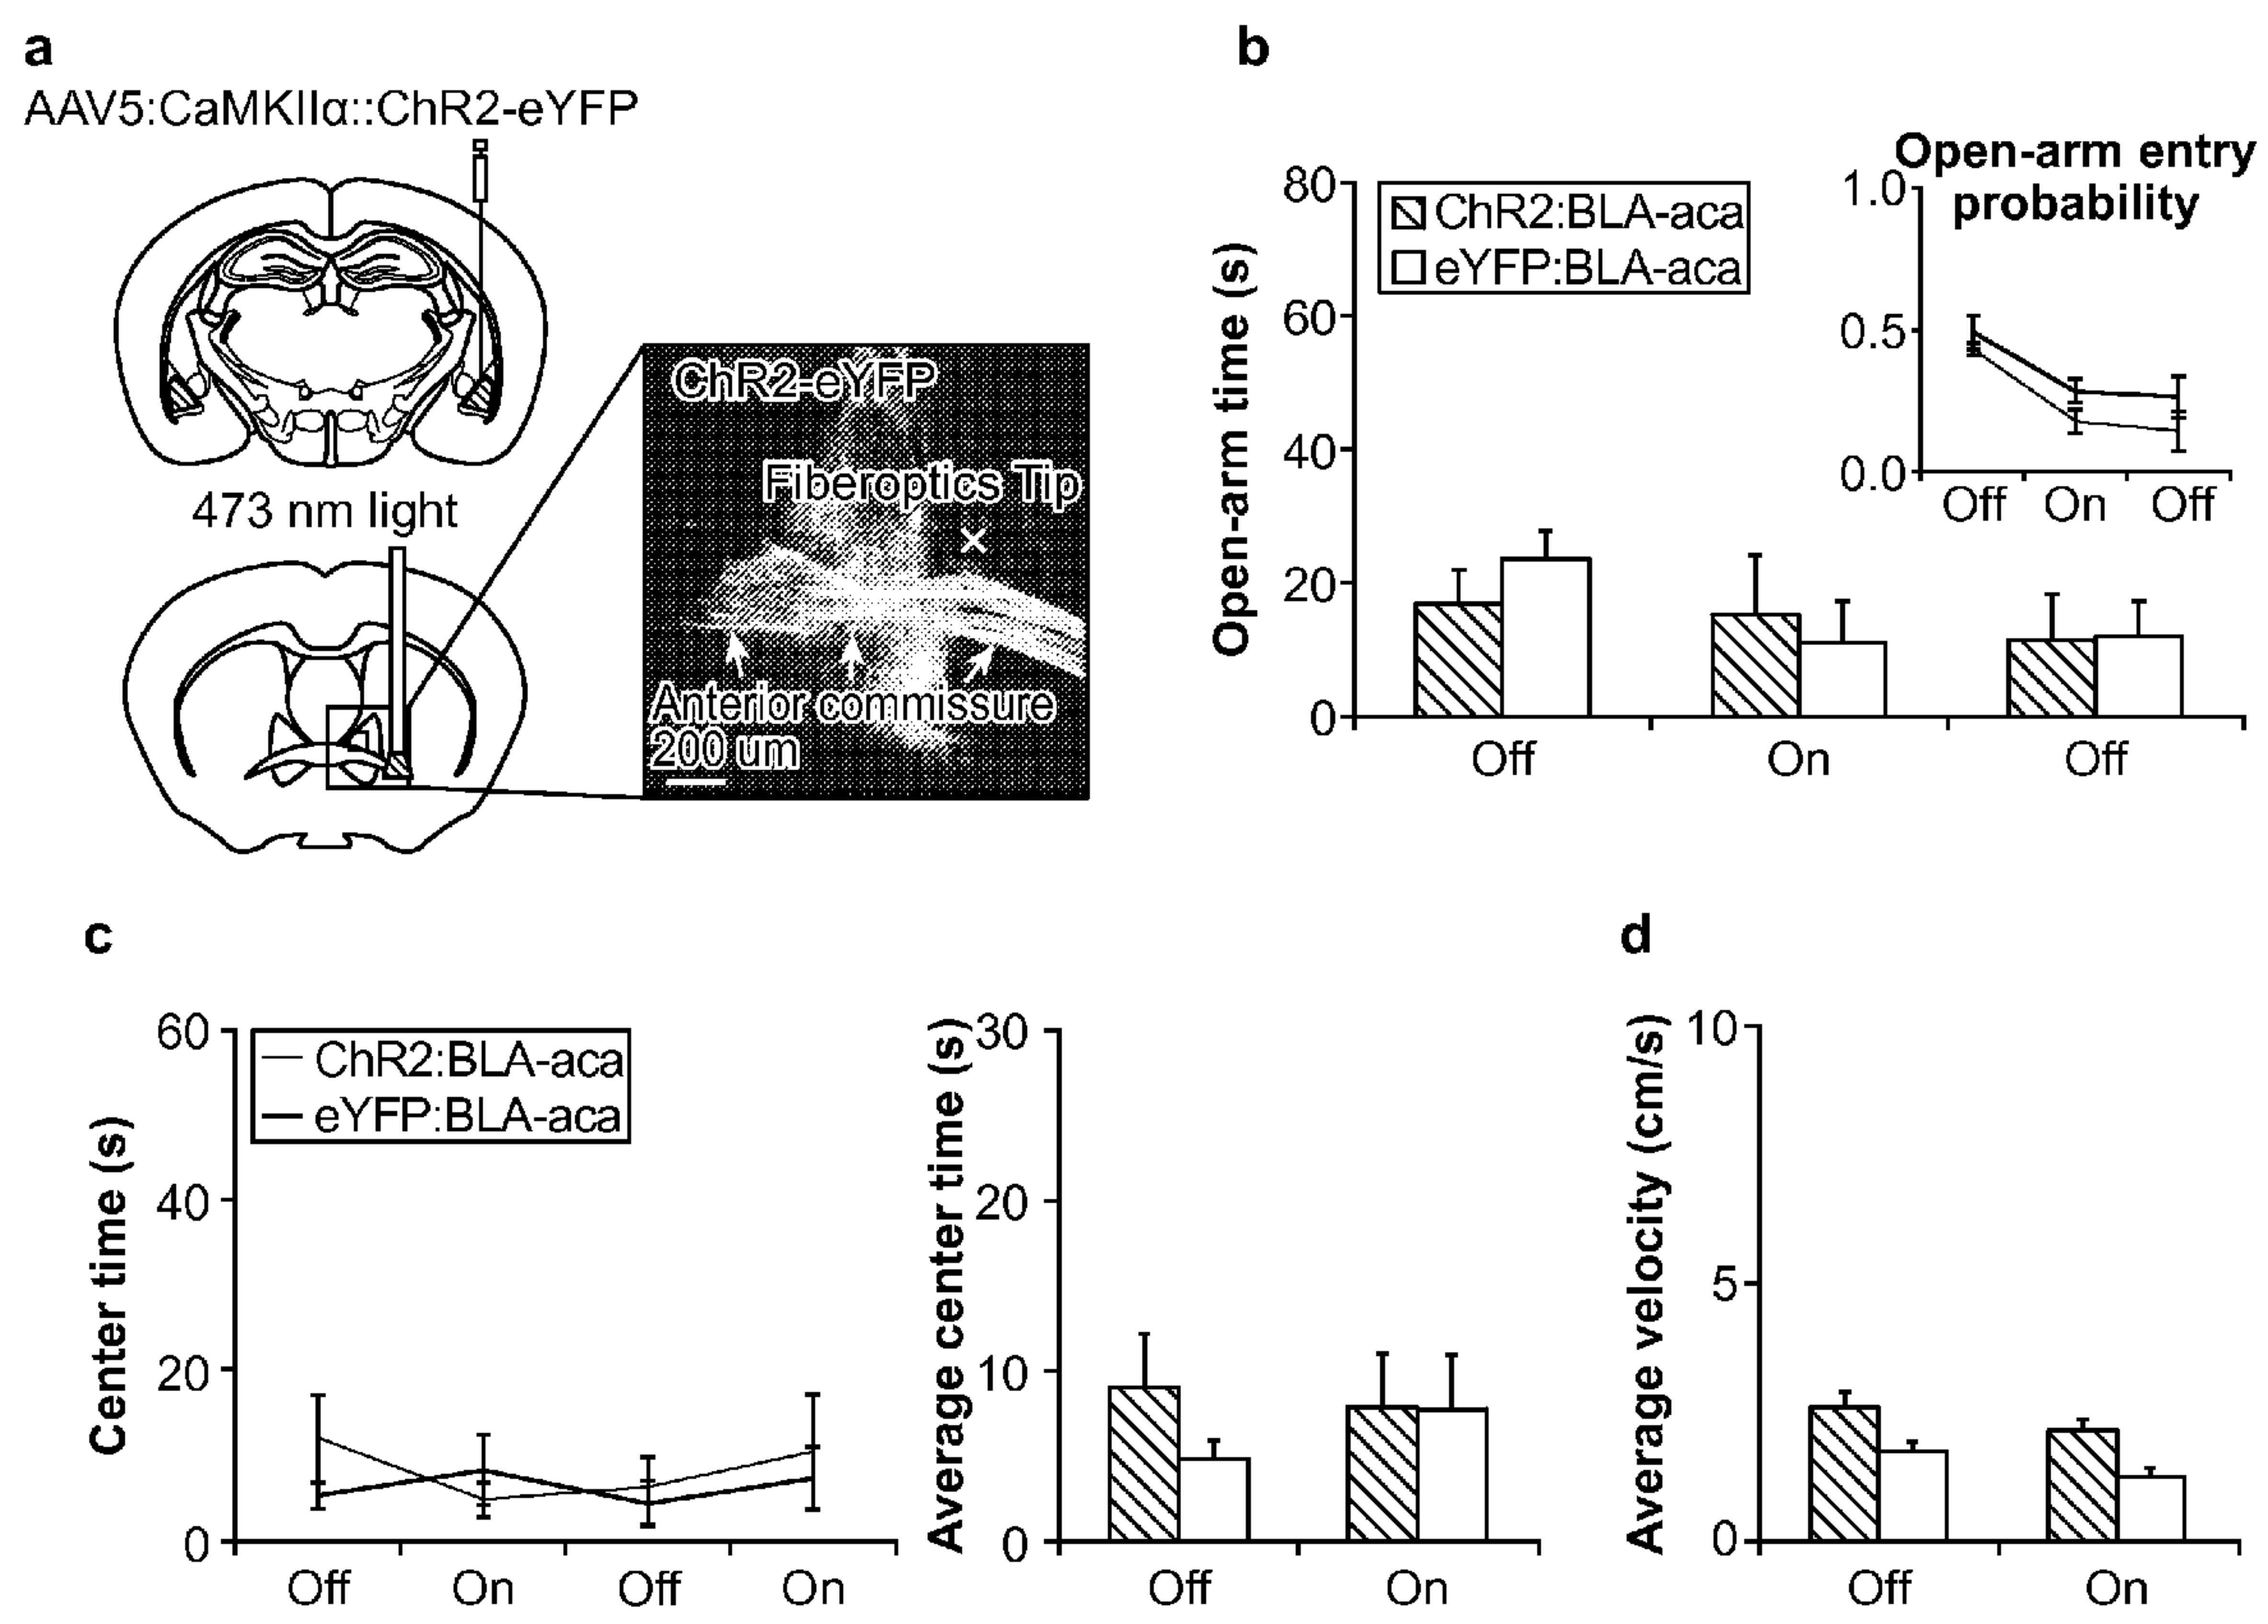 a
AAV5:CaMKIIα::ChR2-eYFP
473 nm light
ChR2-eYFP
Fiberoptics Tip
×
Anterior commissure
200 um
b
Open-arm time (s)
80
60
40
20
0
ChR2:BLA-aca
eYFP:BLA-aca
Off
On
Off
Open-arm entry
probability
1.0
0.5
0.0
Off
On
Off
c
Center time (s)
60
40
20
0
ChR2:BLA-aca
eYFP:BLA-aca
Off
On
Off
On
Average center time (s)
30
20
10
0
Off
On
d
Average velocity (cm/s)
10
5
0
Off
On